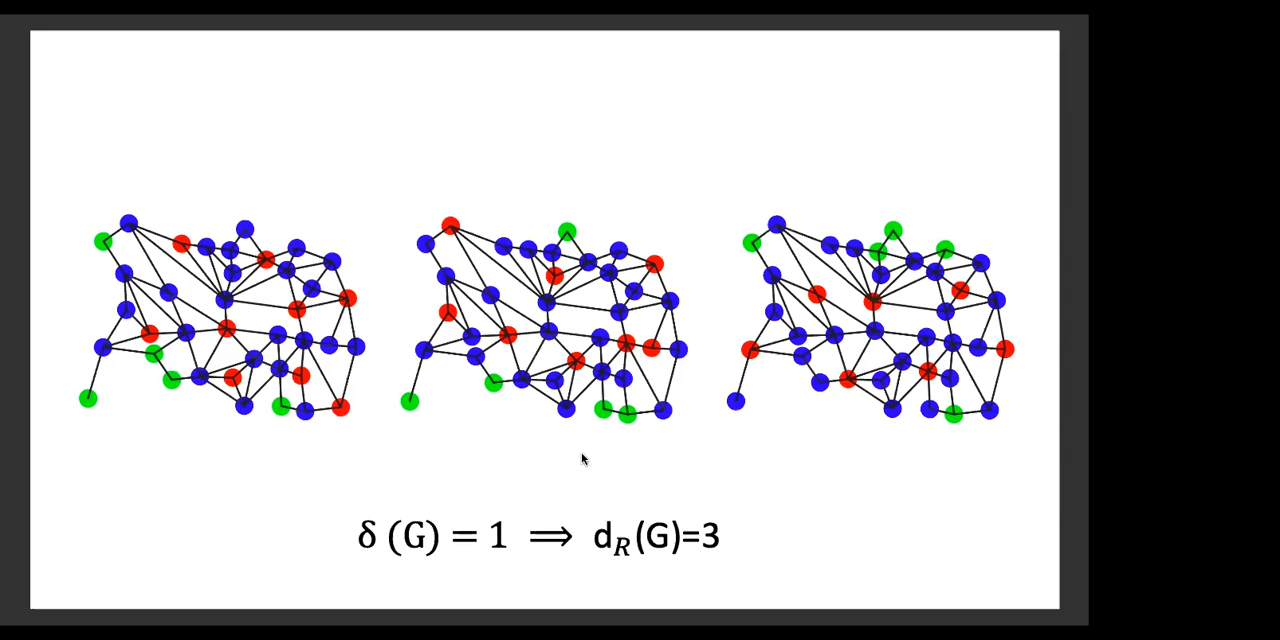 δ (G) = 1 ⟹ d_R(G)=3